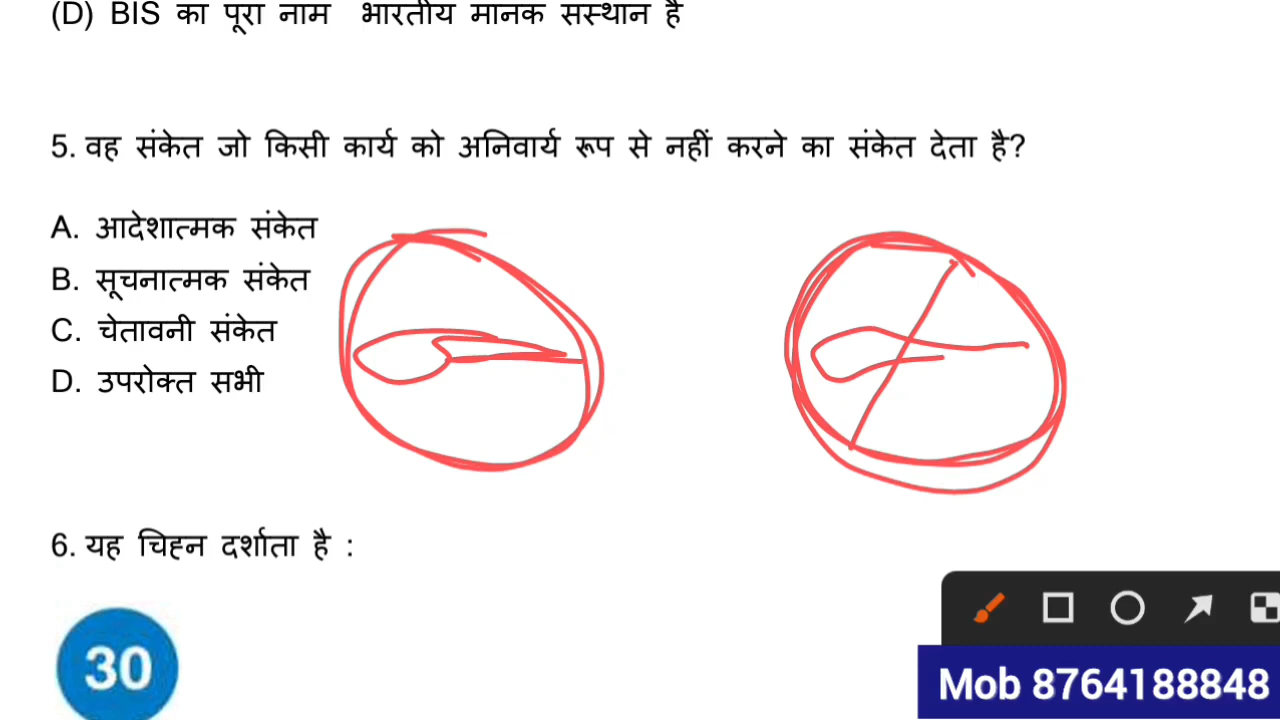 (D) BIS का पूरा नाम भारतीय मानक संस्थान है
5. वह संकेत जो किसी कार्य को अनिवार्य रूप से नहीं करने का संकेत देता है?
A. आदेशात्मक संकेत
B. सूचनात्मक संकेत
C. चेतावनी संकेत
D. उपरोक्त सभी
6. यह चिह्न दर्शाता है :
30
Mob 8764188848